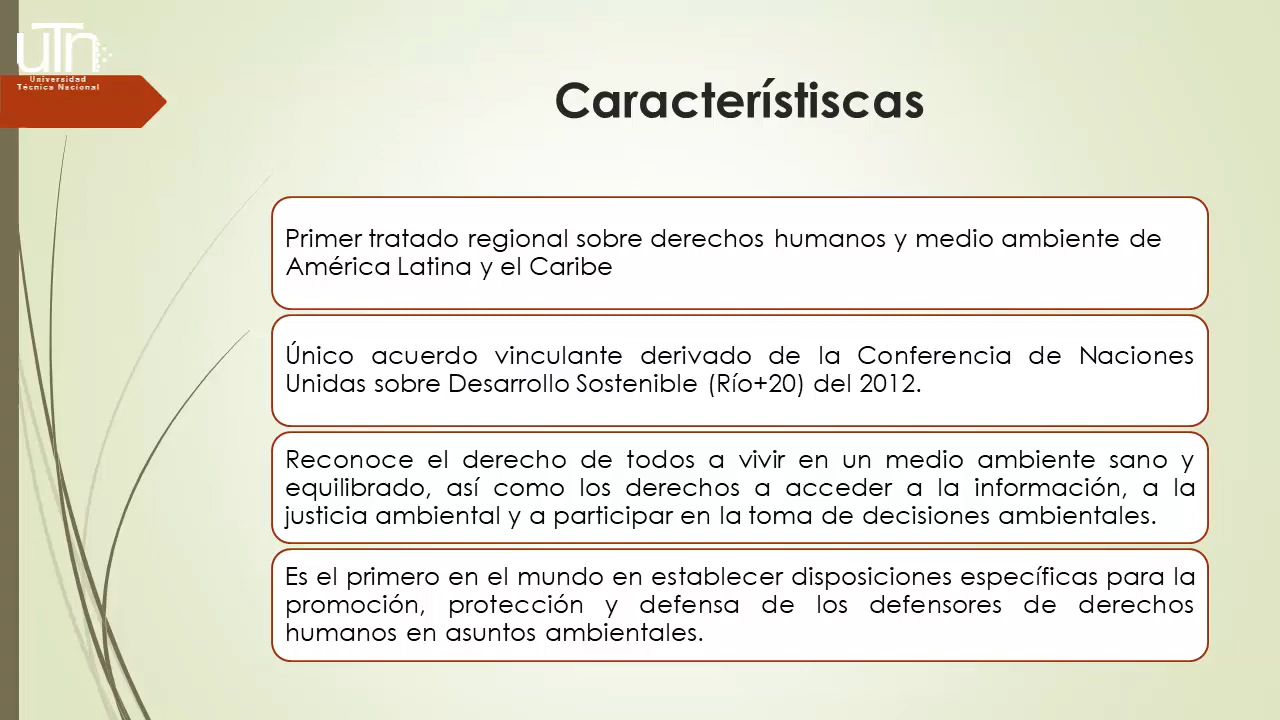 uTn
Universidad
Técnica Nacional
Característiscas
Primer tratado regional sobre derechos humanos y medio ambiente de
América Latina y el Caribe
Único acuerdo vinculante derivado de la Conferencia de Naciones
Unidas sobre Desarrollo Sostenible (Río+20) del 2012.
Reconoce el derecho de todos a vivir en un medio ambiente sano y
equilibrado, así como los derechos a acceder a la información, a la
justicia ambiental y a participar en la toma de decisiones ambientales.
Es el primero en el mundo en establecer disposiciones específicas para la
promoción, protección y defensa de los defensores de derechos
humanos en asuntos ambientales.